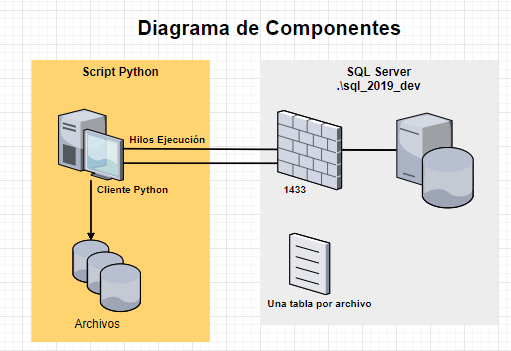 Diagrama de Componentes
Script Python
SQL Server
.\sql_2019_dev
Hilos Ejecución
Cliente Python
1433
Una tabla por archivo
Archivos